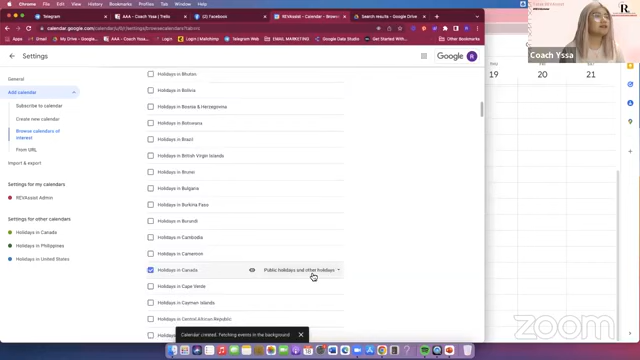 Chrome File Edit View History Bookmarks Profiles Tab Window Help
Telegram
AAA - Coach Yssa | Trello
(2) Facebook
REVAssist - Calendar - Brows
Search results - Google Drive
calendar.google.com
Gmail
My Drive - Google...
AAA - Coach Yssa...
Login | Mailchimp
Telegram Web
EMAIL MARKETING
Google Data Studio
Get Started With...
Other Bookmarks
Settings
Google
R
General
Add calendar
Subscribe to calendar
Create new calendar
Browse calendars of
interest
From URL
Import & export
Settings for my calendars
REVAssist Admin
Settings for other calendars
Holidays in Canada
Holidays in Philippines
Holidays in United States
Holidays in Bhutan
Holidays in Bolivia
Holidays in Bosnia & Herzegovina
Holidays in Botswana
Holidays in Brazil
Holidays in British Virgin Islands
Holidays in Brunei
Holidays in Bulgaria
Holidays in Burkina Faso
Holidays in Burundi
Holidays in Cambodia
Holidays in Cameroon
Holidays in Canada
Public holidays and other holidays
Holidays in Cape Verde
Holidays in Cayman Islands
Holidays in Central African Republic
Calendar created. Fetching events in the background
Coach Yssa
R
THU
FRI
SAT
19
20
21
zoom